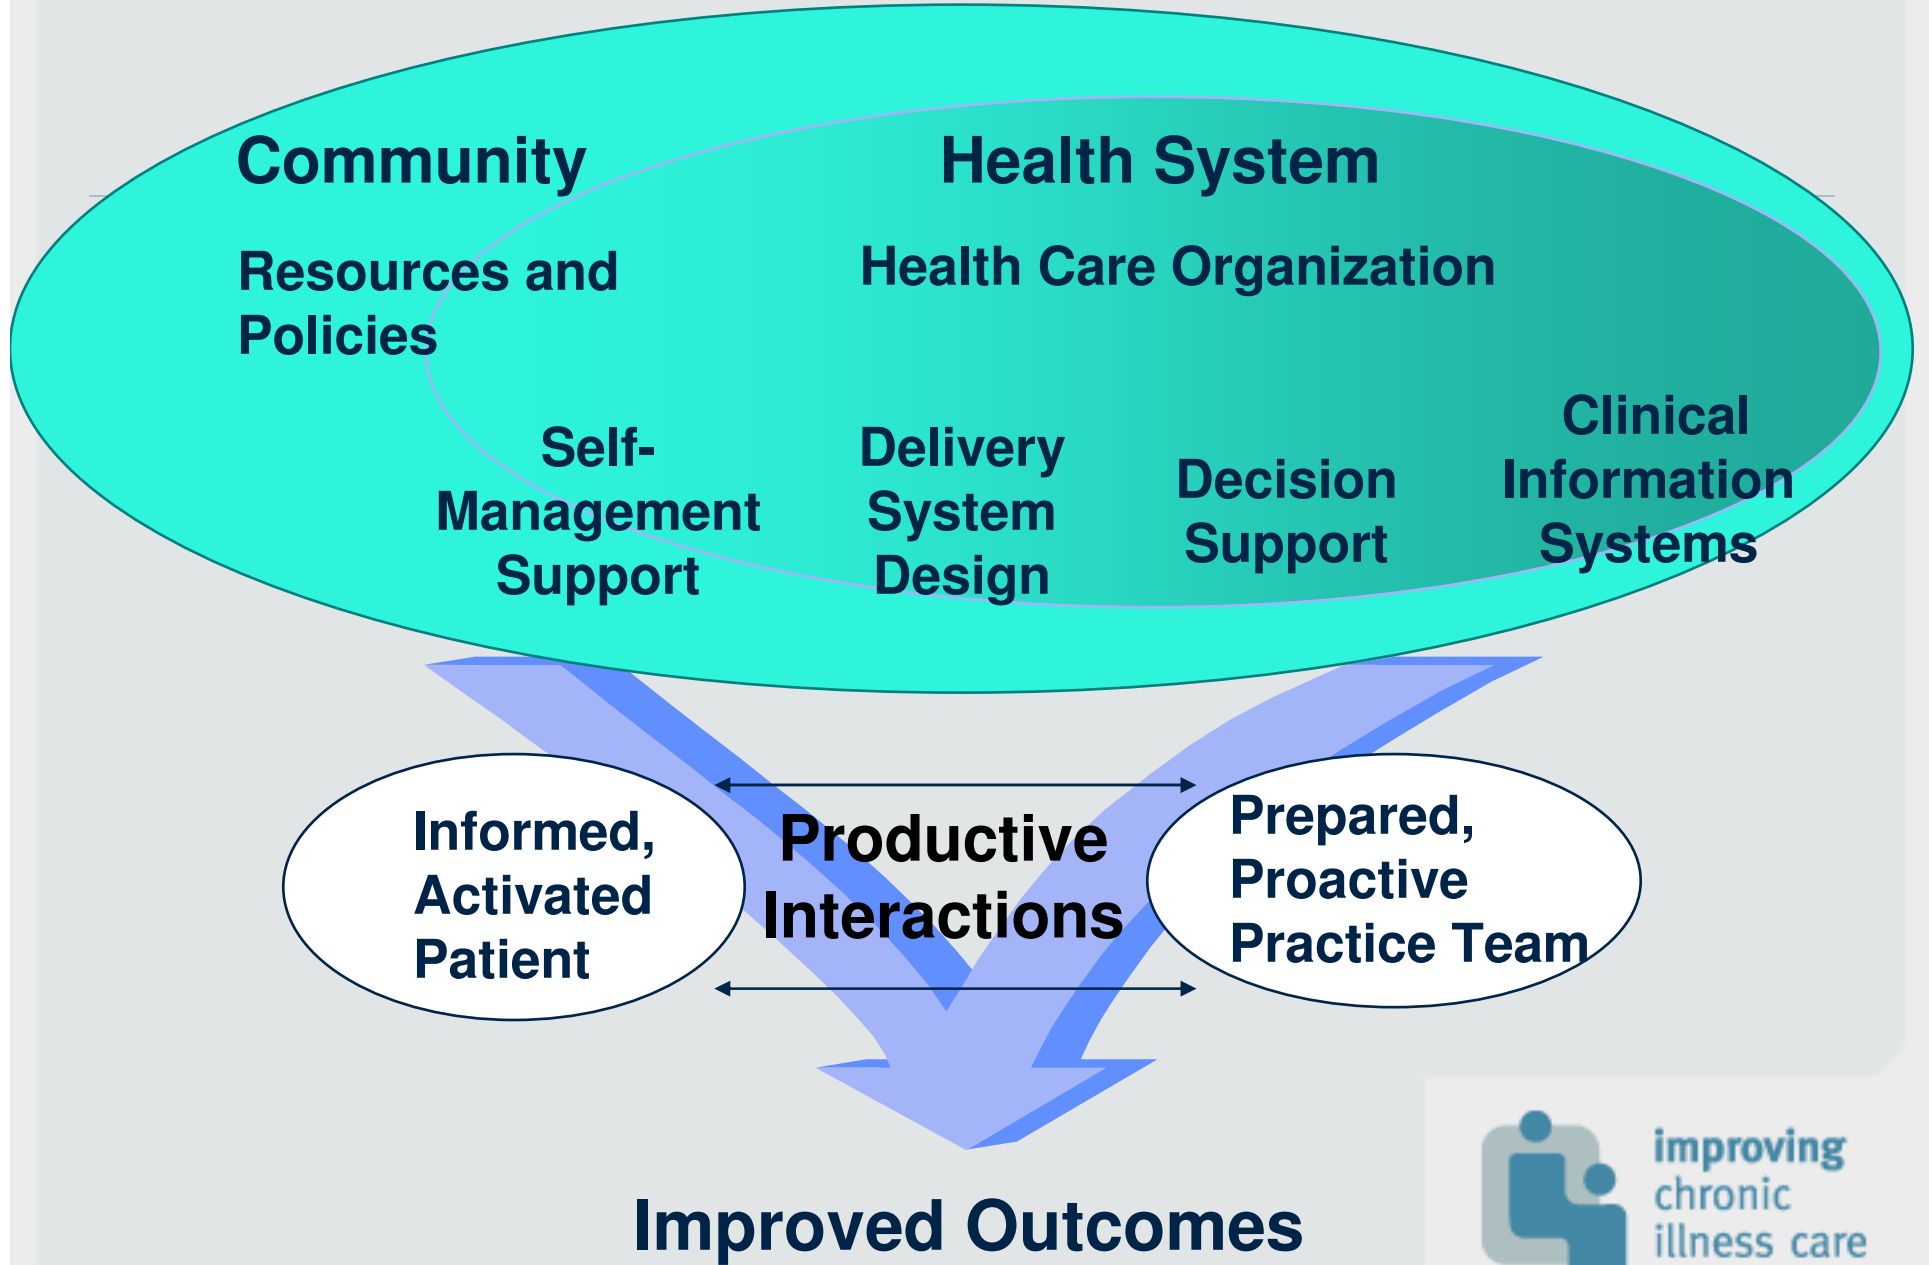 Community
Health System
Resources and
Policies
Health Care Organization
Self-
Management
Support
Delivery
System
Design
Decision
Support
Clinical
Information
Systems
Informed,
Activated
Patient
Productive
Interactions
Prepared,
Proactive
Practice Team
Improved Outcomes
improving
chronic
illness care